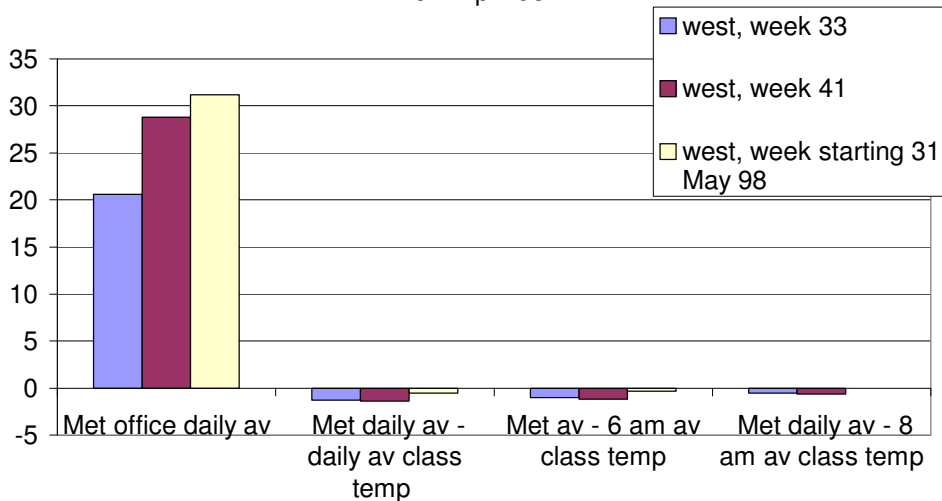 west, week 33
west, week 41
west, week starting 31
May 98
35
30
25
20
15
10
5
0
-5
Met office daily av
Met daily av -
daily av class
temp
Met av - 6 am av
class temp
Met daily av - 8
am av class temp